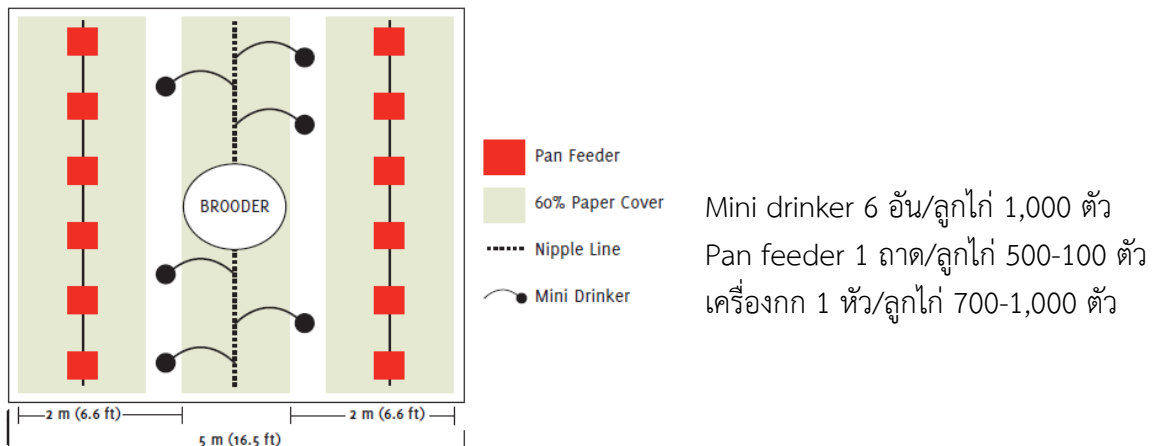 BROODER
Pan Feeder
60% Paper Cover
Nipple Line
Mini Drinker
Mini drinker 6 อัน/ลูกไก่ 1,000 ตัว
Pan feeder 1 ถาด/ลูกไก่ 500-100 ตัว
เครื่องกก 1 หัว/ลูกไก่ 700-1,000 ตัว
2 m (6.6 ft)
2 m (6.6 ft)
5 m (16.5 ft)